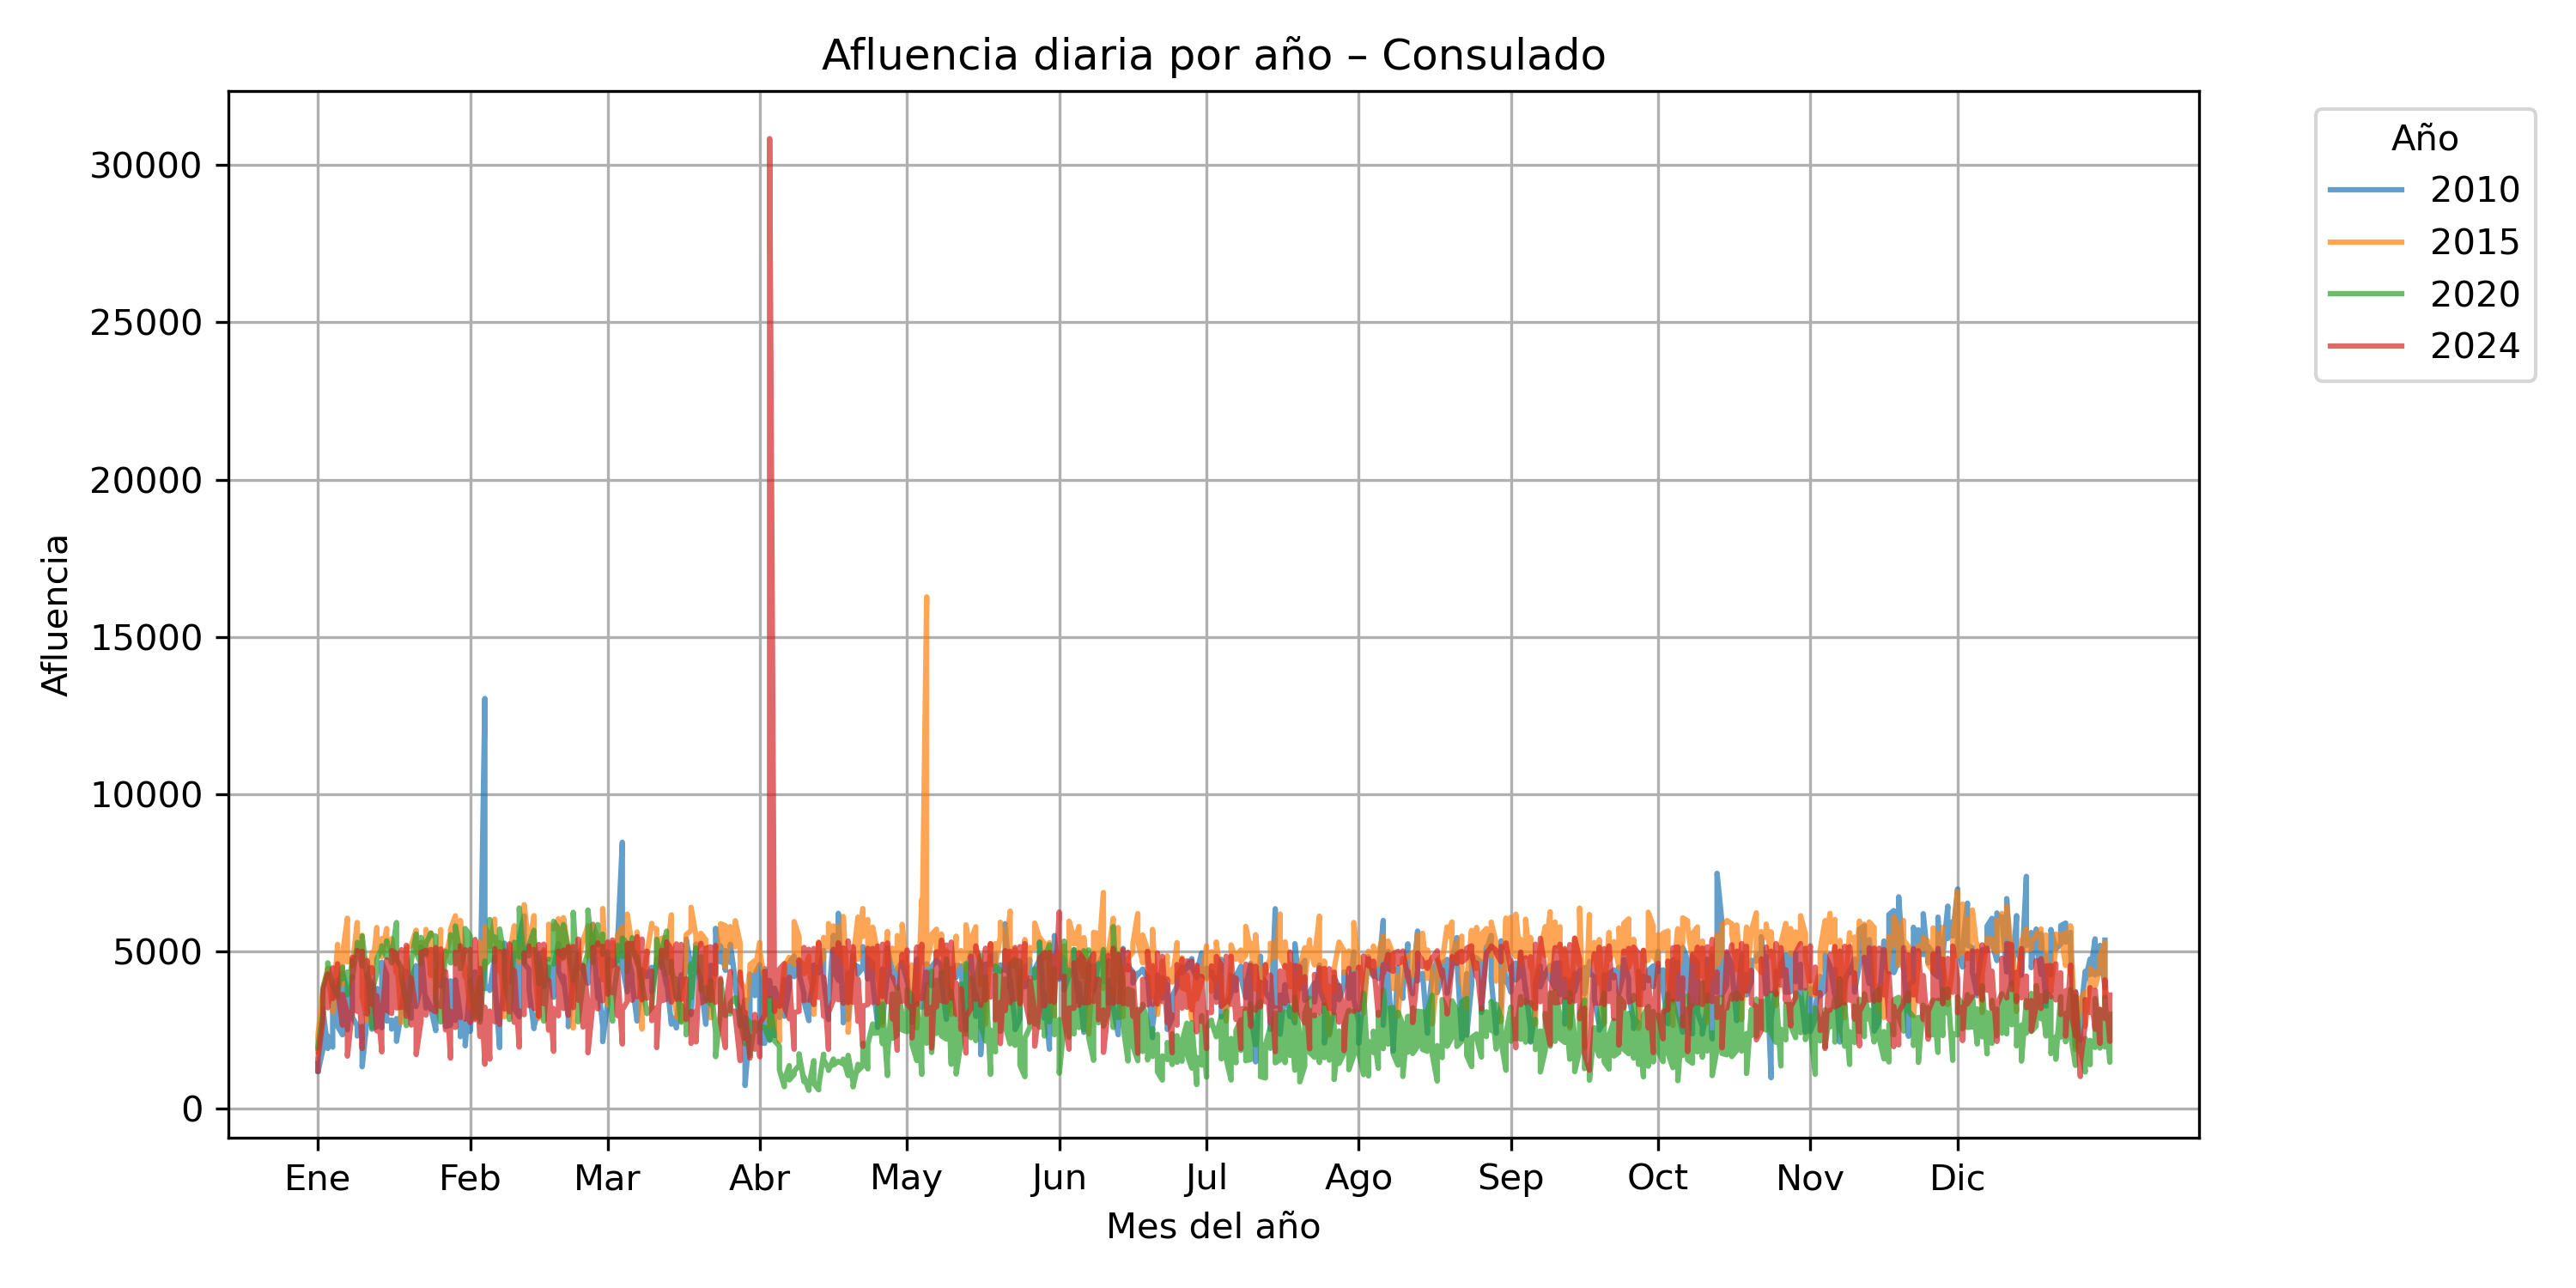 Afluencia diaria por año – Consulado
Año
2010
2015
2020
2024
Afluencia
30000
25000
20000
15000
10000
5000
0
Ene Feb Mar Abr May Jun Jul Ago Sep Oct Nov Dic
Mes del año